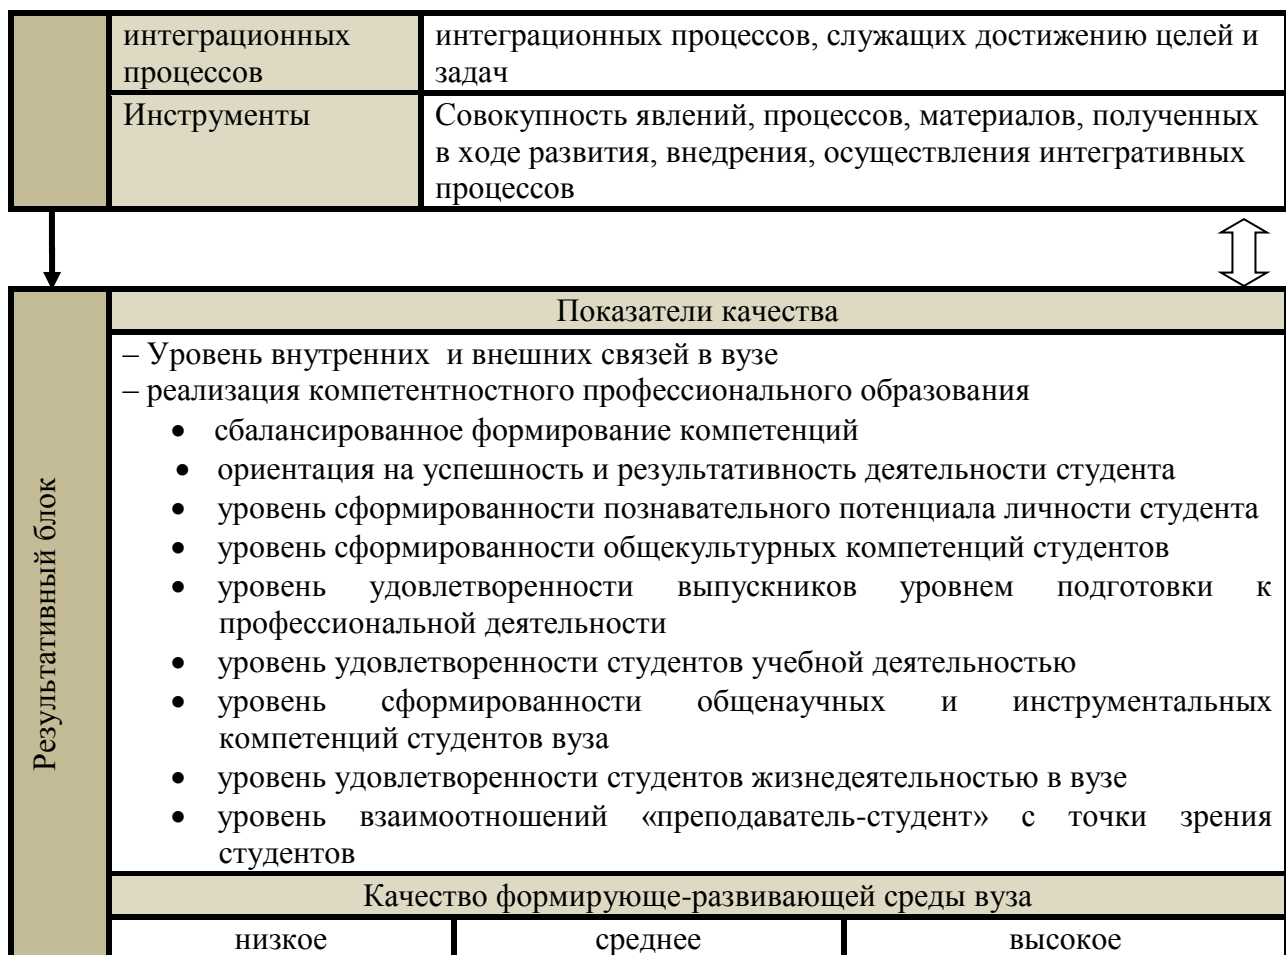 интеграционных
процессов
интеграционных процессов, служащих достижению целей и
задач
Инструменты
Совокупность явлений, процессов, материалов, полученных
в ходе развития, внедрения, осуществления интегративных
процессов
Результативный блок
Показатели качества
– Уровень внутренних и внешних связей в вузе
– реализация компетентностного профессионального образования
• сбалансированное формирование компетенций
• ориентация на успешность и результативность деятельности студента
• уровень сформированности познавательного потенциала личности студента
• уровень сформированности общекультурных компетенций студентов
• уровень удовлетворенности выпускников уровнем подготовки к
профессиональной деятельности
• уровень удовлетворенности студентов учебной деятельностью
• уровень сформированности общенаучных и инструментальных
компетенций студентов вуза
• уровень удовлетворенности студентов жизнедеятельностью в вузе
• уровень взаимоотношений «преподаватель-студент» с точки зрения
студентов
Качество формирующе-развивающей среды вуза
низкое
среднее
высокое